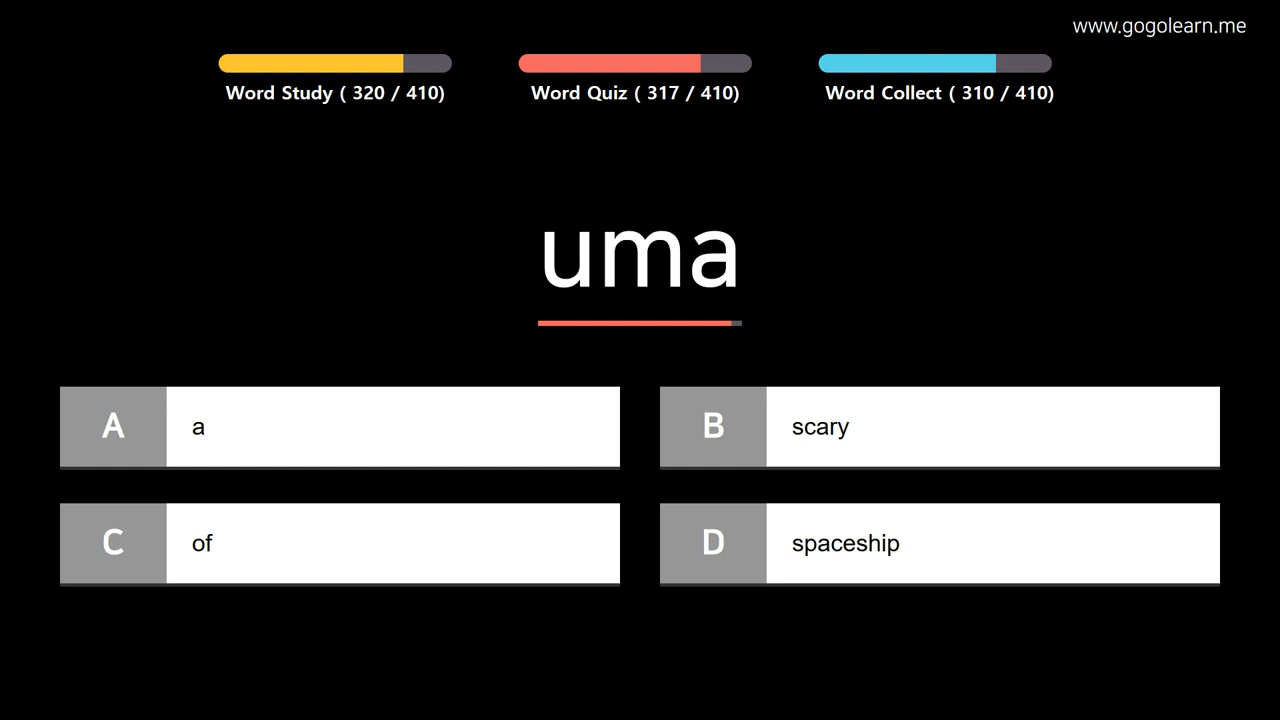 www.gogolearn.me
Word Study ( 320 / 410)
Word Quiz ( 317 / 410)
Word Collect ( 310 / 410)
uma
A a
B scary
C of
D spaceship